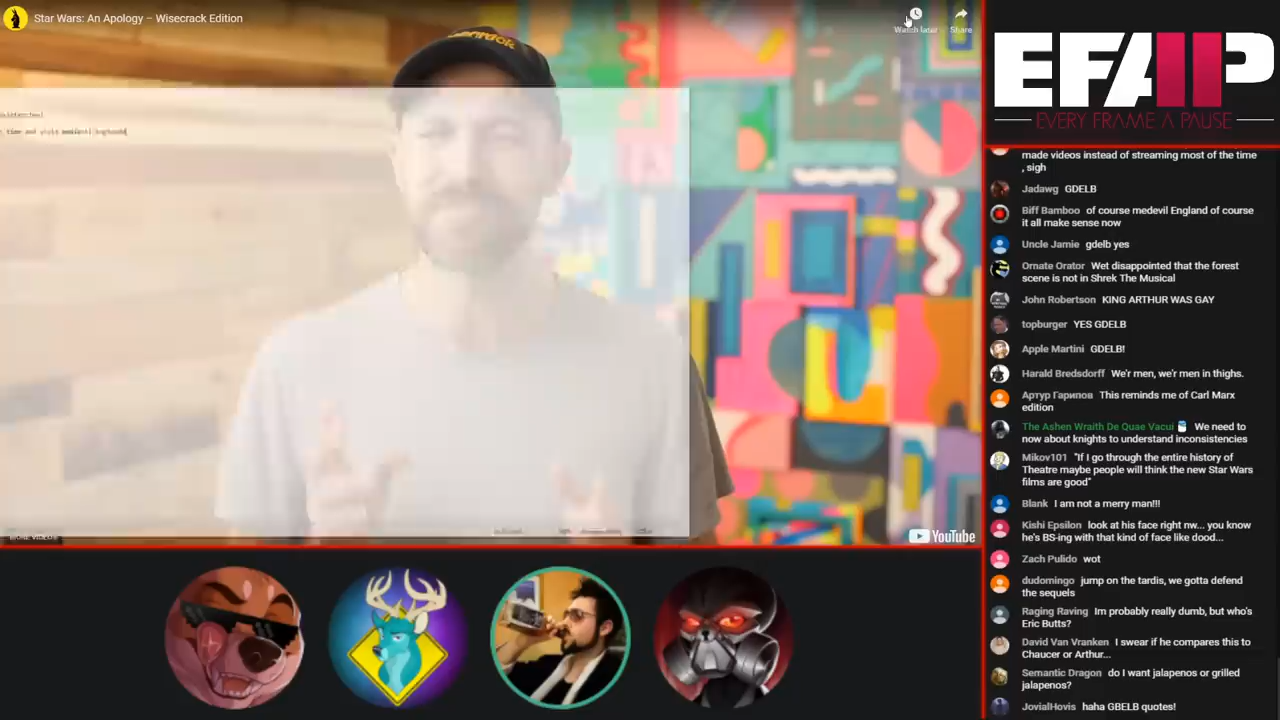 Star Wars: An Apology – Wisecrack Edition
Watch later
Share
time and visit medieval England
MORE VIDEOS
YouTube
EFAP
EVERY FRAME A PAUSE
made videos instead of streaming most of the time
, sigh
Jadawg GDELB
Biff Bamboo of course medevil England of course
it all make sense now
Uncle Jamie gdelb yes
Ornate Orator Wet disappointed that the forest
scene is not in Shrek The Musical
John Robertson KING ARTHUR WAS GAY
topburger YES GDELB
Apple Martini GDELB!
Harald Bredsdorff We'r men, we'r men in thighs.
Артур Гарипов This reminds me of Carl Marx
edition
The Ashen Wraith De Quae Vacui We need to
now about knights to understand inconsistencies
Mikov101 "If I go through the entire history of
Theatre maybe people will think the new Star Wars
films are good"
Blank I am not a merry man!!!
Kishi Epsilon look at his face right nw... you know
he's BS-ing with that kind of face like dood...
Zach Pulido wot
dudomingo jump on the tardis, we gotta defend
the sequels
Raging Raving Im probably really dumb, but who's
Eric Butts?
David Van Vranken I swear if he compares this to
Chaucer or Arthur...
Semantic Dragon do I want jalapenos or grilled
jalapenos?
JovialHovis haha GBELB quotes!